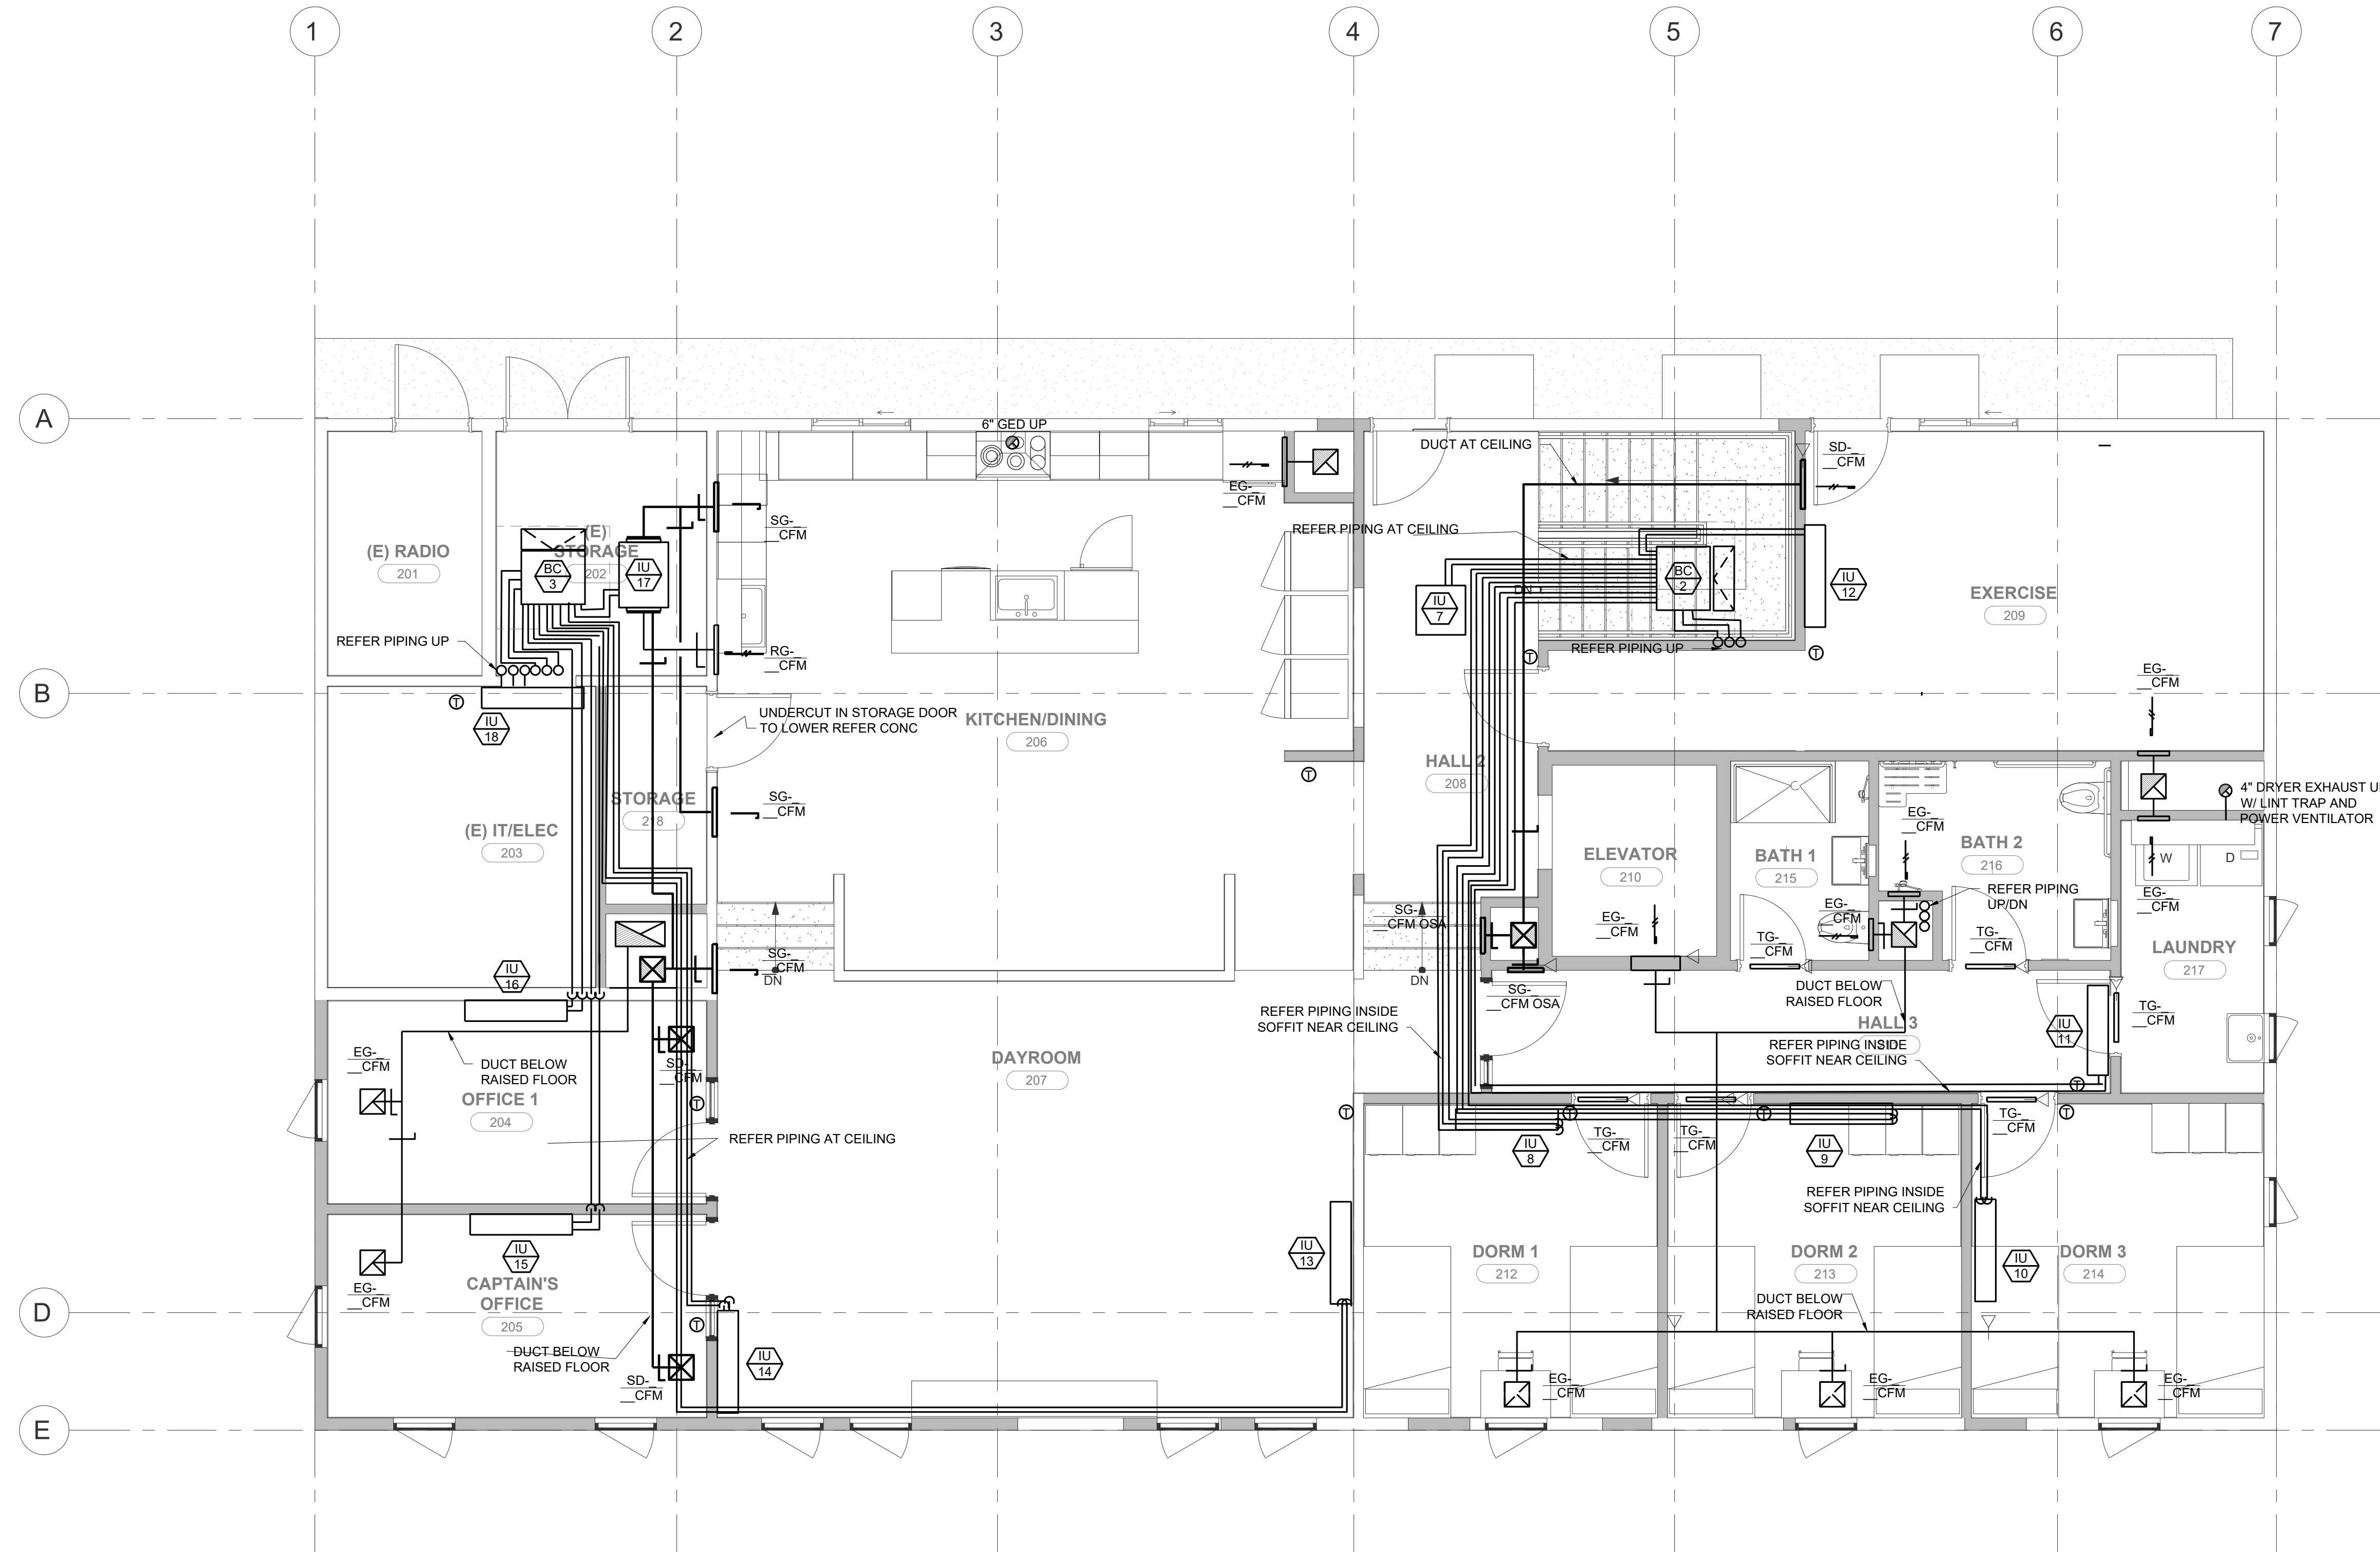 1
2
3
4
5
6
7
A
B
D
E
6" GED UP
DUCT AT CEILING
SD-_
__CFM
EG-_
__CFM
SG-_
__CFM
REFER PIPING AT CEILING
(E) RADIO
201
(E)
STORAGE
202
BC
3
IU
17
BC
2
IU
7
IU
12
EXERCISE
209
DN
REFER PIPING UP
RG-_
__CFM
REFER PIPING UP
EG-_
__CFM
IU
18
UNDERCUT IN STORAGE DOOR
TO LOWER REFER CONC
KITCHEN/DINING
206
HALL 2
208
STORAGE
218
SG-_
__CFM
(E) IT/ELEC
203
4" DRYER EXHAUST U
W/ LINT TRAP AND
POWER VENTILATOR
EG-_
__CFM
ELEVATOR
210
BATH 1
215
BATH 2
216
W
D
REFER PIPING
UP/DN
EG-_
__CFM
SG-_
__CFM OSA
EG-_
__CFM
EG-_
__CFM
TG-_
__CFM
TG-_
__CFM
LAUNDRY
217
SG-_
__CFM
DN
DN
IU
16
SG-_
__CFM OSA
DUCT BELOW
RAISED FLOOR
TG-_
__CFM
REFER PIPING INSIDE
SOFFIT NEAR CEILING
HALL 3
IU
11
REFER PIPING INSIDE
SOFFIT NEAR CEILING
EG-_
__CFM
DUCT BELOW
RAISED FLOOR
SD-_
__CFM
DAYROOM
207
OFFICE 1
204
REFER PIPING AT CEILING
IU
8
TG-_
__CFM
TG-_
__CFM
IU
9
TG-_
__CFM
REFER PIPING INSIDE
SOFFIT NEAR CEILING
IU
15
IU
13
DORM 1
212
DORM 2
213
IU
10
DORM 3
214
CAPTAIN'S
OFFICE
205
EG-_
__CFM
DUCT BELOW
RAISED FLOOR
DUCT BELOW
RAISED FLOOR
IU
14
SD-_
__CFM
EG-_
__CFM
EG-_
__CFM
EG-_
__CFM
T
T
T
T
T
T
T
T
T
T
T